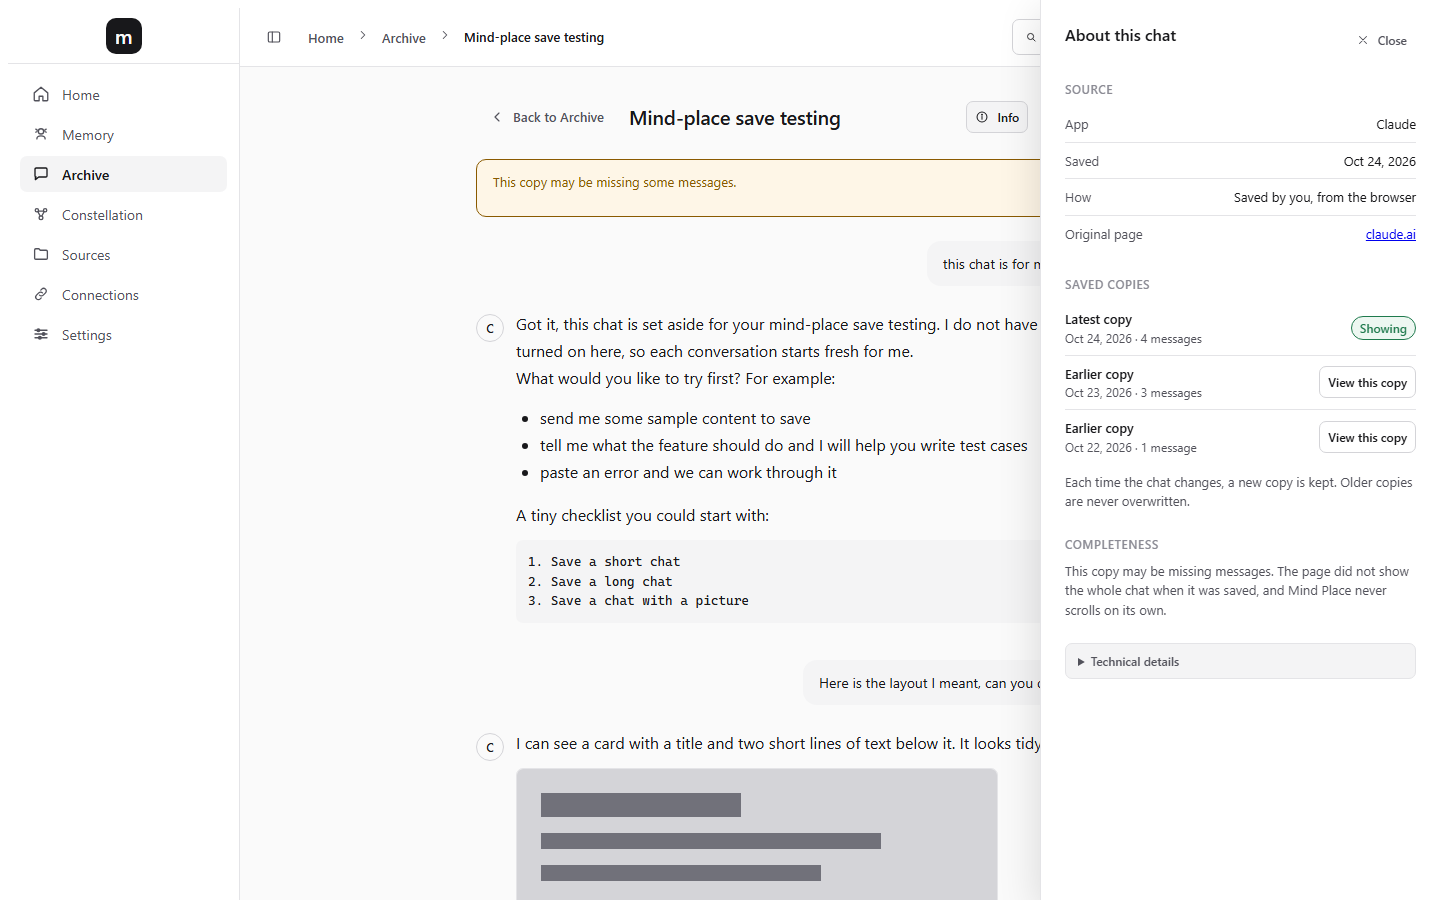 m
Home
Memory
Archive
Constellation
Sources
Connections
Settings
Home > Archive > Mind-place save testing
Back to Archive
Mind-place save testing
Info
This copy may be missing some messages.
this chat is for
C
Got it, this chat is set aside for your mind-place save testing. I do not have
turned on here, so each conversation starts fresh for me.
What would you like to try first? For example:
• send me some sample content to save
• tell me what the feature should do and I will help you write test cases
• paste an error and we can work through it
A tiny checklist you could start with:
1. Save a short chat
2. Save a long chat
3. Save a chat with a picture
Here is the layout I meant, can you
C
I can see a card with a title and two short lines of text below it. It looks tidy
About this chat
Close
SOURCE
App Claude
Saved Oct 24, 2026
How Saved by you, from the browser
Original page claude.ai
SAVED COPIES
Latest copy
Oct 24, 2026 · 4 messages
Showing
Earlier copy
Oct 23, 2026 · 3 messages
View this copy
Earlier copy
Oct 22, 2026 · 1 message
View this copy
Each time the chat changes, a new copy is kept. Older copies
are never overwritten.
COMPLETENESS
This copy may be missing messages. The page did not show
the whole chat when it was saved, and Mind Place never
scrolls on its own.
Technical details